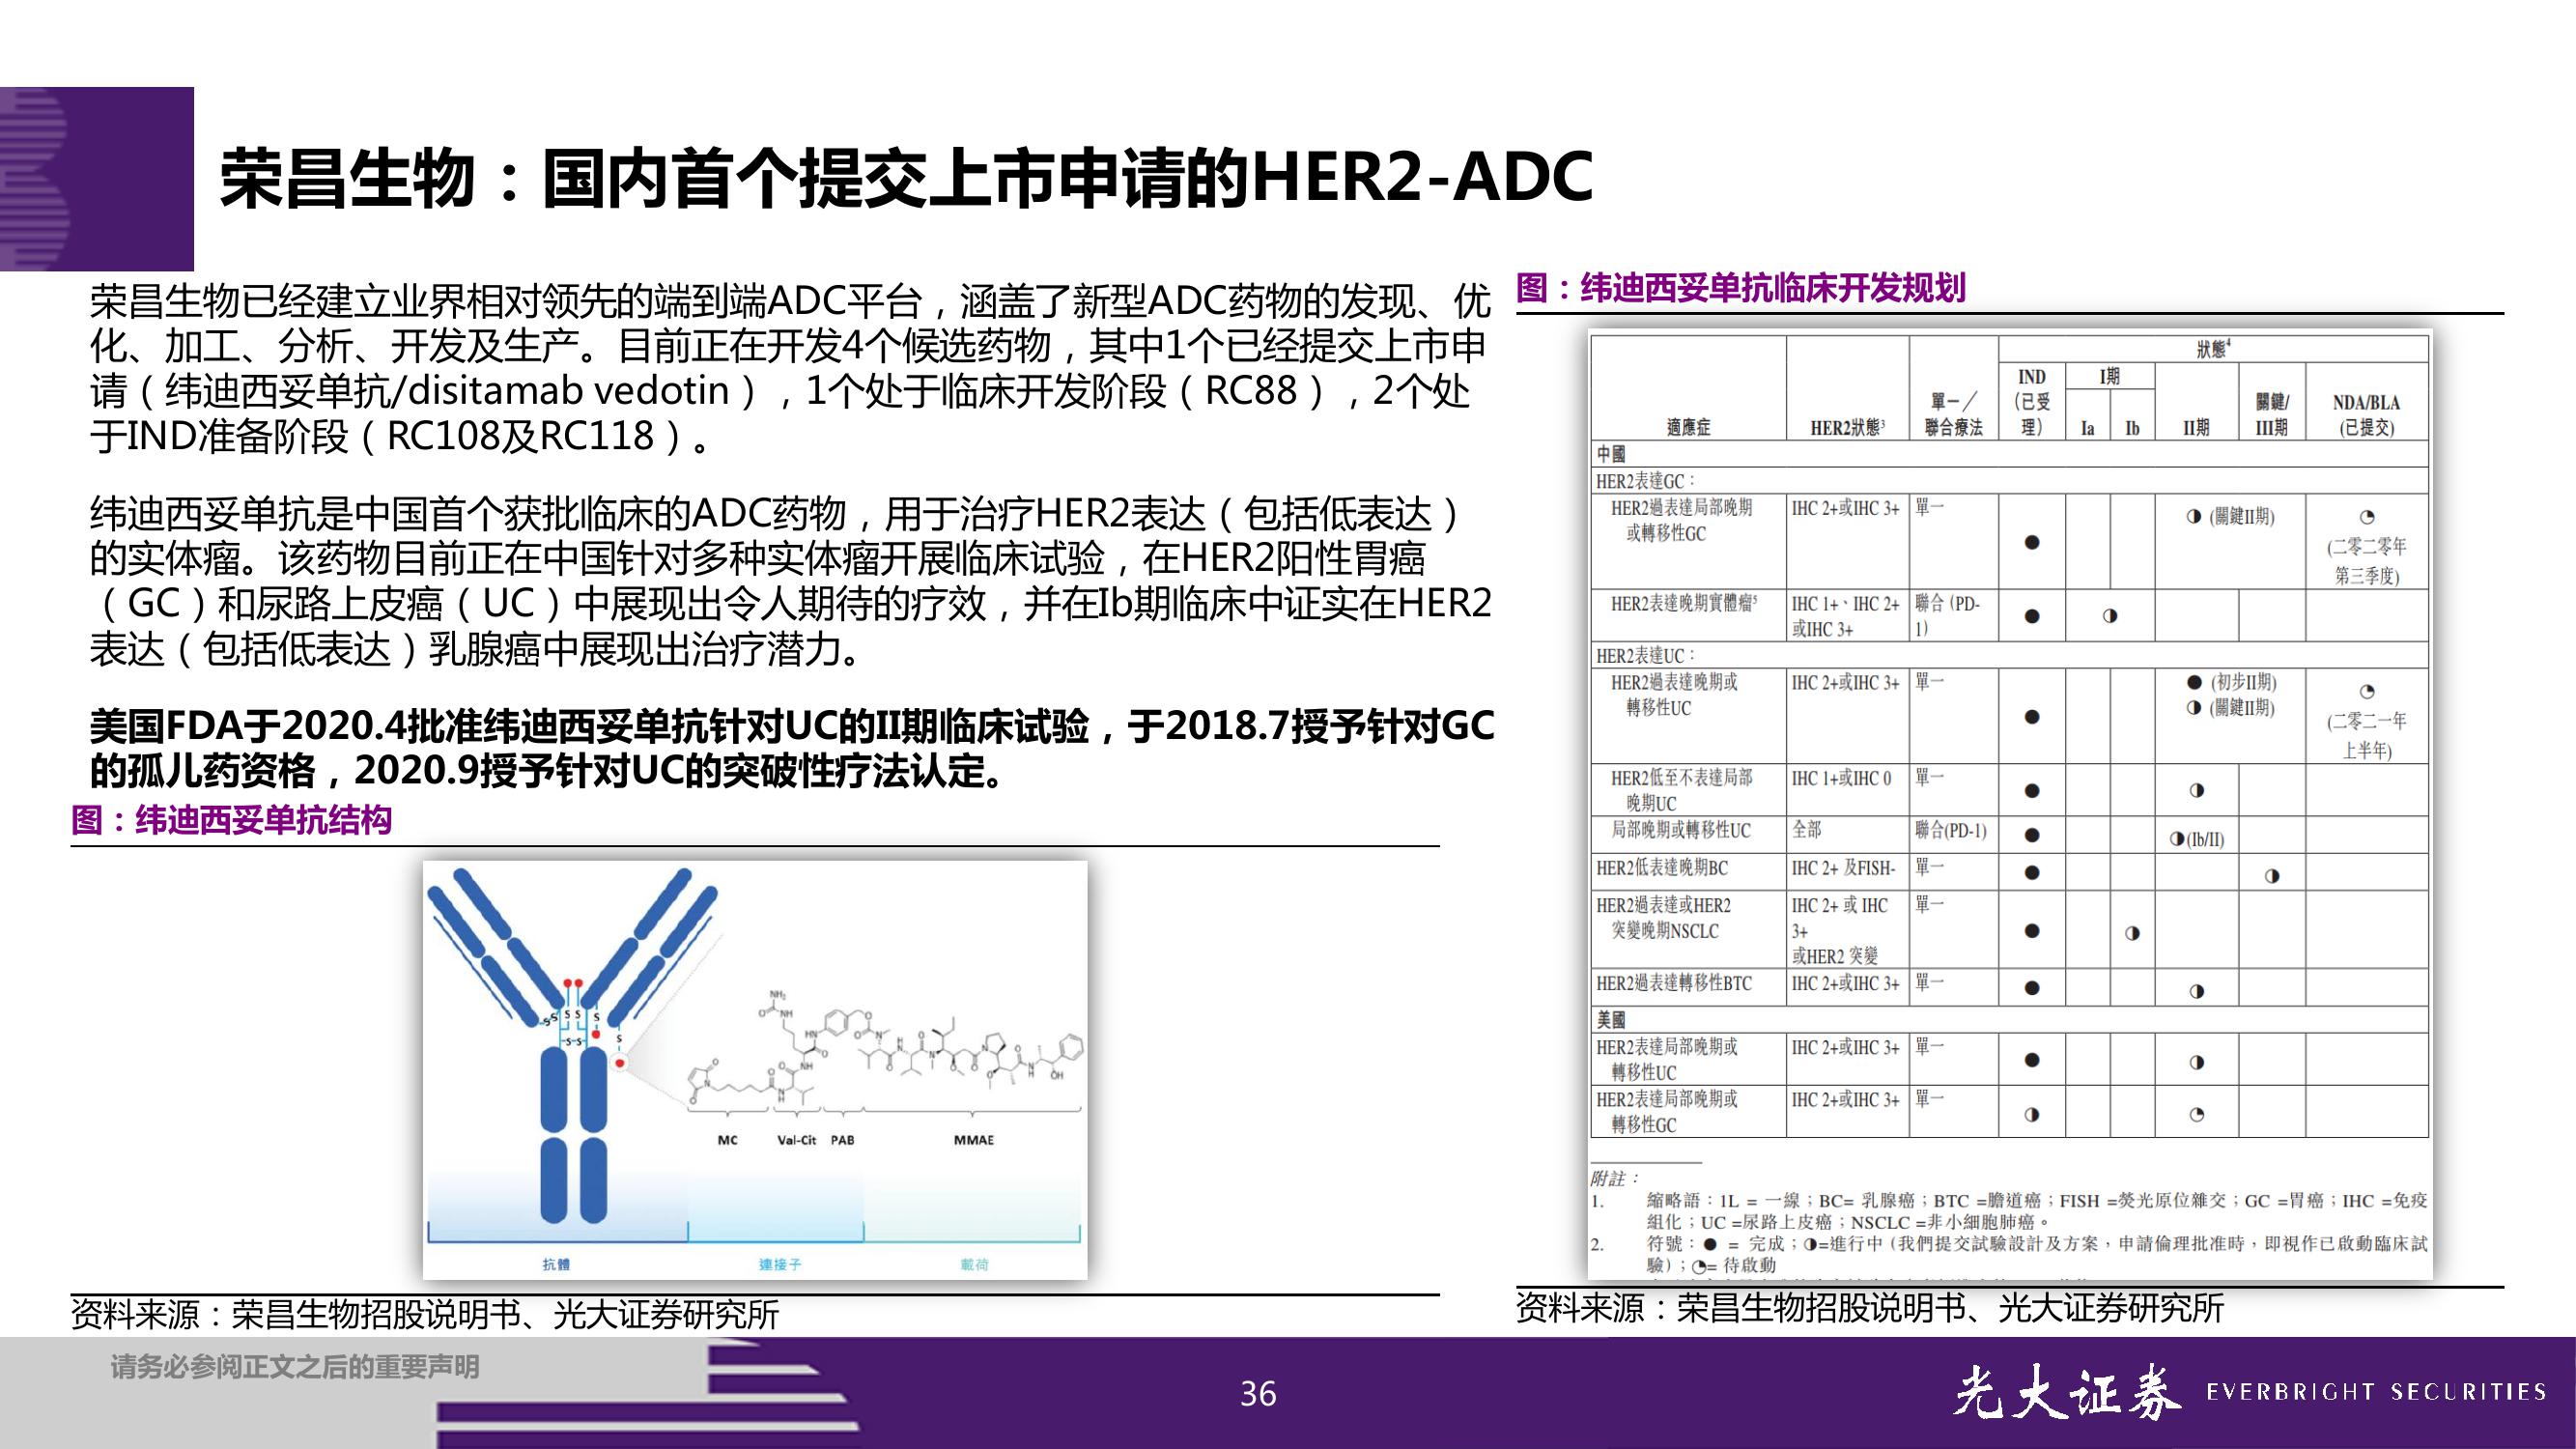 荣昌生物：国内首个提交上市申请的HER2-ADC
荣昌生物已经建立业界相对领先的端到端ADC平台，涵盖了新型ADC药物的发现、优
化、加工、分析、开发及生产。目前正在开发4个候选药物，其中1个已经提交上市申
请（纬迪西妥单抗/disitamab vedotin），1个处于临床开发阶段（RC88），2个处
于IND准备阶段（RC108及RC118）。
纬迪西妥单抗是中国首个获批临床的ADC药物，用于治疗HER2表达（包括低表达）
的实体瘤。该药物目前正在中国针对多种实体瘤开展临床试验，在HER2阳性胃癌
（GC）和尿路上皮癌（UC）中展现出令人期待的疗效，并在Ib期临床中证实在HER2
表达（包括低表达）乳腺癌中展现出治疗潜力。
美国FDA于2020.4批准纬迪西妥单抗针对UC的II期临床试验，于2018.7授予针对GC
的孤儿药资格，2020.9授予针对UC的突破性疗法认定。
图：纬迪西妥单抗结构
NH₂
O
NH
S S S
-S-S-
S
MC Val-Cit PAB MMAE
抗體 連接子 載荷
资料来源：荣昌生物招股说明书、光大证券研究所
图：纬迪西妥单抗临床开发规划
狀態4
適應症 HER2狀態3 單一／聯合療法 IND（已受理） I期 Ia Ib II期 關鍵/III期 NDA/BLA (已提交)
中國
HER2表達GC：
HER2過表達局部晚期 IHC 2+或IHC 3+ 單一 ● ◑ (關鍵II期) ◔
或轉移性GC (二零二零年
第三季度)
HER2表達晚期實體瘤5 IHC 1+、IHC 2+ 聯合（PD- ● ◑
或IHC 3+ 1）
HER2表達UC：
HER2過表達晚期或 IHC 2+或IHC 3+ 單一 ● ● (初步II期) ◔
轉移性UC ◑ (關鍵II期) (二零二一年
上半年)
HER2低至不表達局部 IHC 1+或IHC 0 單一 ● ◑
晚期UC
局部晚期或轉移性UC 全部 聯合(PD-1) ● ◑(Ib/II)
HER2低表達晚期BC IHC 2+ 及FISH- 單一 ● ◑
HER2過表達或HER2 IHC 2+ 或 IHC 單一 ● ◑
突變晚期NSCLC 3+
或HER2 突變
HER2過表達轉移性BTC IHC 2+或IHC 3+ 單一 ● ◑
美國
HER2表達局部晚期或 IHC 2+或IHC 3+ 單一 ● ◑
轉移性UC
HER2表達局部晚期或 IHC 2+或IHC 3+ 單一 ◑ ◔
轉移性GC
附註：
1. 縮略語：1L = 一線；BC= 乳腺癌；BTC =膽道癌；FISH =熒光原位雜交；GC =胃癌；IHC =免疫
組化；UC =尿路上皮癌；NSCLC =非小細胞肺癌。
2. 符號：● = 完成；◑=進行中（我們提交試驗設計及方案，申請倫理批准時，即視作已啟動臨床試
驗）；◔= 待啟動
资料来源：荣昌生物招股说明书、光大证券研究所
请务必参阅正文之后的重要声明
36
光大证券 EVERBRIGHT SECURITIES